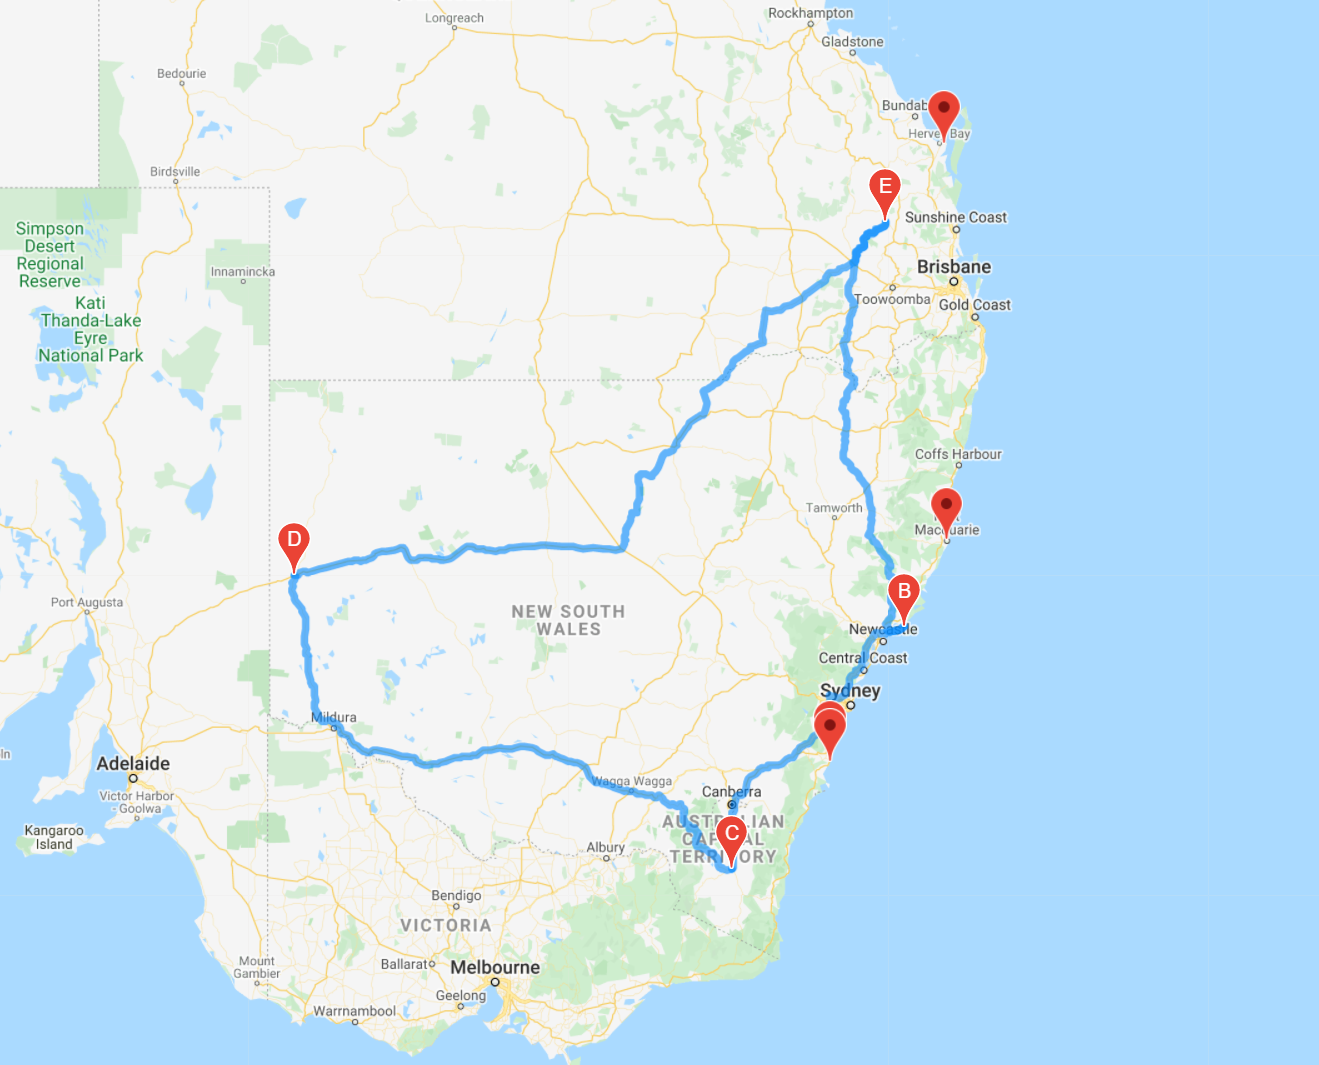 Rockhampton
Longreach
Gladstone
Bedourie
Bundab
Hervey Bay
Birdsville
E
Sunshine Coast
Simpson
Desert
Regional
Reserve
Innamincka
Brisbane
Toowoomba
Gold Coast
Kati
Thanda-Lake
Eyre
National Park
Coffs Harbour
Tamworth
Macquarie
D
B
Port Augusta
NEW SOUTH
WALES
Newcastle
Central Coast
Sydney
Mildura
Adelaide
Wagga Wagga
Canberra
Victor Harbor
- Goolwa
AUSTRALIAN
CAPITAL
TERRITORY
C
Kangaroo
Island
Albury
Bendigo
VICTORIA
Mount
Gambier
Ballarat
Melbourne
Geelong
Warrnambool